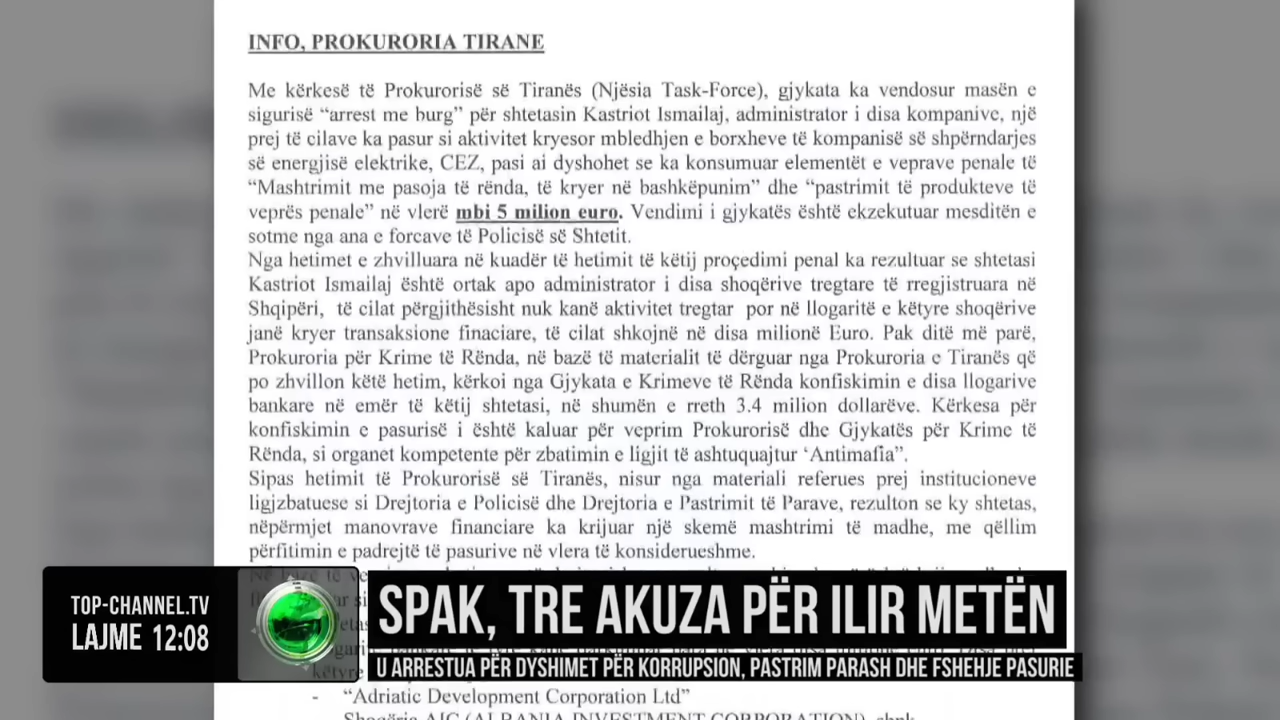 INFO, PROKURORIA TIRANE
Me kërkesë të Prokurorisë së Tiranës (Njësia Task-Force), gjykata ka vendosur masën e
sigurisë “arrest me burg” për shtetasin Kastriot Ismailaj, administrator i disa kompanive, një
prej të cilave ka pasur si aktivitet kryesor mbledhjen e borxheve të kompanisë së shpërndarjes
së energjisë elektrike, CEZ, pasi ai dyshohet se ka konsumuar elementët e veprave penale të
“Mashtrimit me pasoja të rënda, të kryer në bashkëpunim” dhe “pastrimit të produkteve të
veprës penale” në vlerë mbi 5 milion euro. Vendimi i gjykatës është ekzekutuar mesditën e
sotme nga ana e forcave të Policisë së Shtetit.
Nga hetimet e zhvilluara në kuadër të hetimit të këtij proçedimi penal ka rezultuar se shtetasi
Kastriot Ismailaj është ortak apo administrator i disa shoqërive tregtare të rregjistruara në
Shqipëri, të cilat përgjithësisht nuk kanë aktivitet tregtar por në llogaritë e këtyre shoqërive
janë kryer transaksione finaciare, të cilat shkojnë në disa milionë Euro. Pak ditë më parë,
Prokuroria për Krime të Rënda, në bazë të materialit të dërguar nga Prokuroria e Tiranës që
po zhvillon këtë hetim, kërkoi nga Gjykata e Krimeve të Rënda konfiskimin e disa llogarive
bankare në emër të këtij shtetasi, në shumën e rreth 3.4 milion dollarëve. Kërkesa për
konfiskimin e pasurisë i është kaluar për veprim Prokurorisë dhe Gjykatës për Krime të
Rënda, si organet kompetente për zbatimin e ligjit të ashtuquajtur ‘Antimafia”.
Sipas hetimit të Prokurorisë së Tiranës, nisur nga materiali referues prej institucioneve
ligjzbatuese si Drejtoria e Policisë dhe Drejtoria e Pastrimit të Parave, rezulton se ky shtetas,
nëpërmjet manovrave financiare ka krijuar një skemë mashtrimi të madhe, me qëllim
përfitimin e padrejtë të pasurive në vlera të konsiderueshme.
TOP-CHANNEL.TV
LAJME 12:08
SPAK, TRE AKUZA PËR ILIR METËN
U ARRESTUA PËR DYSHIMET PËR KORRUPSION, PASTRIM PARASH DHE FSHEHJE PASURIE
këtyre
- “Adriatic Development Corporation Ltd”
Shoqëria AIC (ALBANIA INVESTMENT CORPORATION), shpk